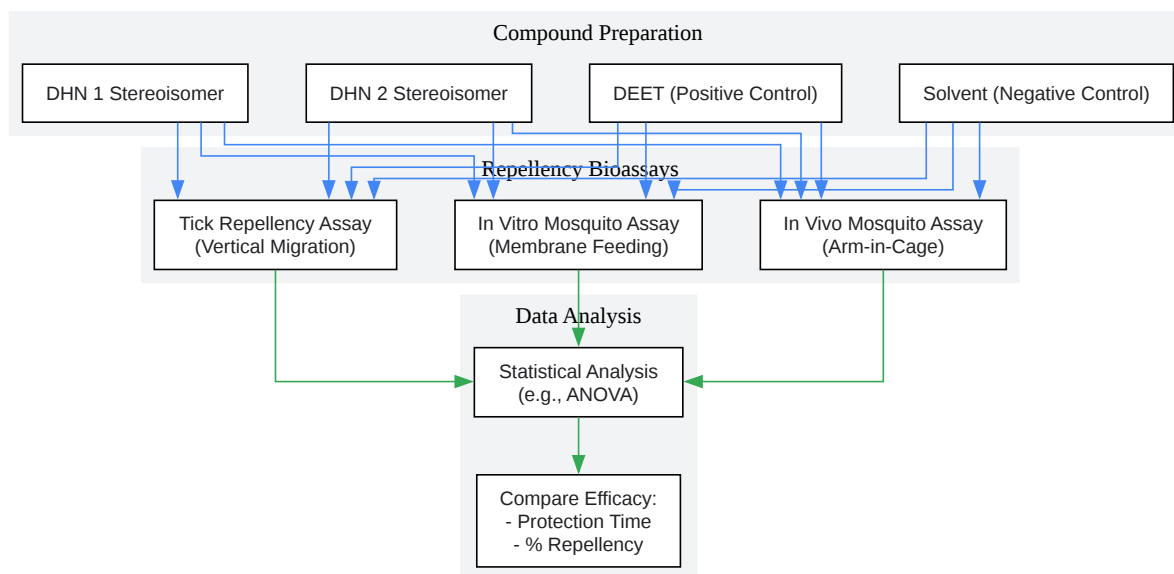 Compound Preparation
DHN 1 Stereoisomer
DHN 2 Stereoisomer
DEET (Positive Control)
Solvent (Negative Control)
Repellency Bioassays
Tick Repellency Assay
(Vertical Migration)
In Vitro Mosquito Assay
(Membrane Feeding)
In Vivo Mosquito Assay
(Arm-in-Cage)
Data Analysis
Statistical Analysis
(e.g., ANOVA)
Compare Efficacy:
- Protection Time
- % Repellency